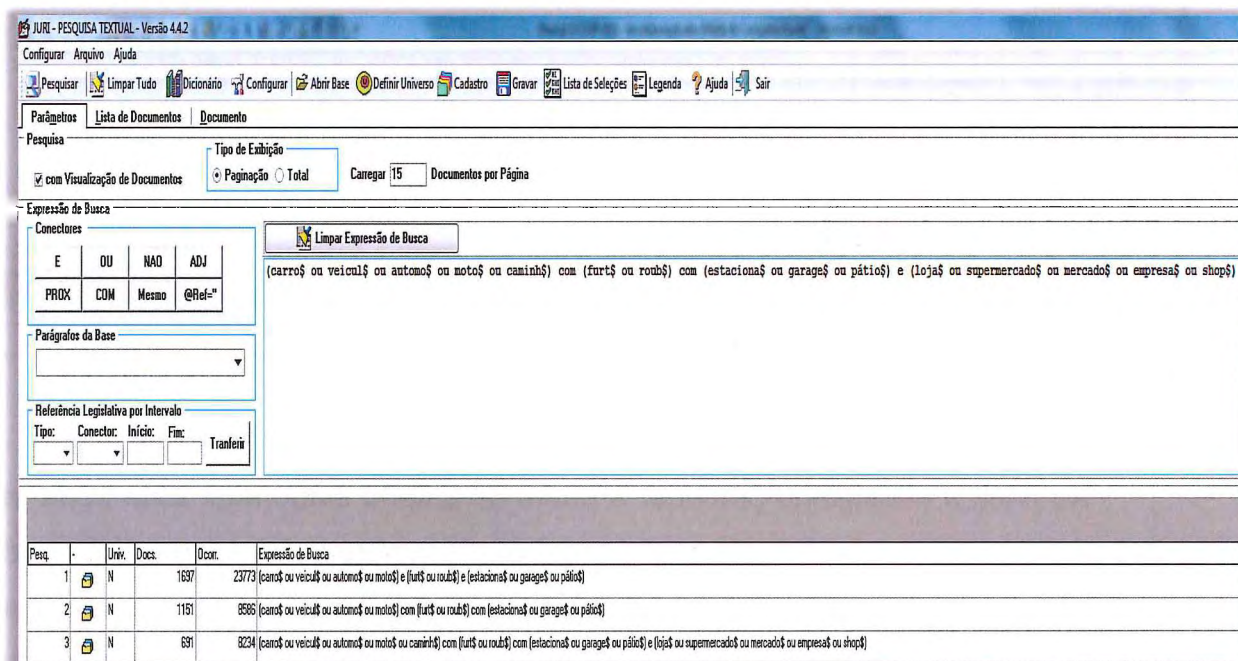 JURI - PESQUISA TEXTUAL - Versão 4.4.2
Configurar Arquivo Ajuda
Pesquisar Limpar Tudo Dicionário Configurar Abrir Base Definir Universo Cadastro Gravar Lista de Seleções Legenda Ajuda Sair
Parâmetros Lista de Documentos Documento
Pesquisa
Tipo de Exibição
com Visualização de Documentos Paginação Total Carregar 15 Documentos por Página
Expressão de Busca
Conectores
Limpar Expressão de Busca
E OU NAO ADJ
PROX COM Mesmo @Ref="
(carro$ ou veicul$ ou automo$ ou moto$ ou caminh$) com (furt$ ou roub$) com (estaciona$ ou garage$ ou pátio$) e (loja$ ou supermercado$ ou mercado$ ou empresa$ ou shop$)
Parágrafos da Base
Referência Legislativa por Intervalo
Tipo: Conector: Início: Fim:
Tranferir
Pesq. - Univ. Docs. Ocorr. Expressão de Busca
1 N 1697 23773 (carro$ ou veicul$ ou automo$ ou moto$) e (furt$ ou roub$) e (estaciona$ ou garage$ ou pátio$)
2 N 1151 8586 (carro$ ou veicul$ ou automo$ ou moto$) com (furt$ ou roub$) com (estaciona$ ou garage$ ou pátio$)
3 N 691 8234 (carro$ ou veicul$ ou automo$ ou moto$ ou caminh$) com (furt$ ou roub$) com (estaciona$ ou garage$ ou pátio$) e (loja$ ou supermercado$ ou mercado$ ou empresa$ ou shop$)